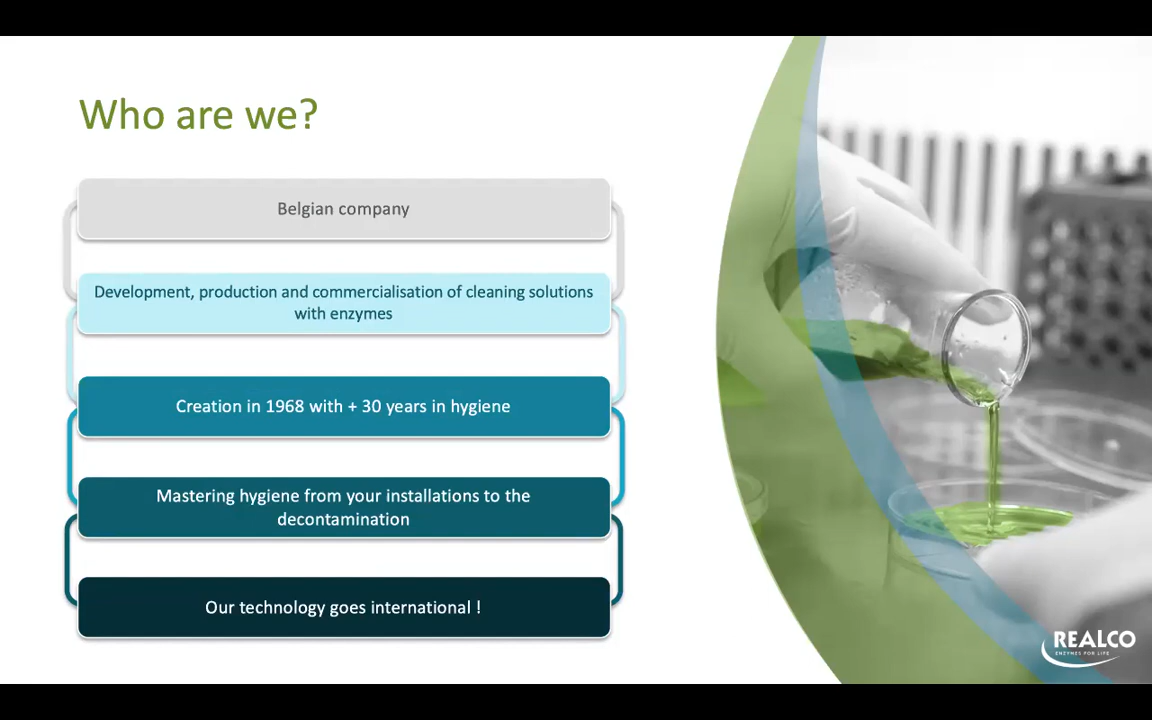 Who are we?
Belgian company
Development, production and commercialisation of cleaning solutions
with enzymes
Creation in 1968 with + 30 years in hygiene
Mastering hygiene from your installations to the
decontamination
Our technology goes international !
REALCO
ENZYMES FOR LIFE